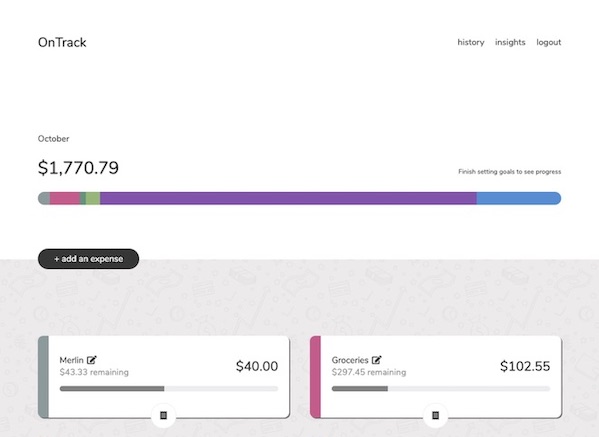 OnTrack
history insights logout
October
$1,770.79
Finish setting goals to see progress
+ add an expense
Merlin
$43.33 remaining
$40.00
Groceries
$297.45 remaining
$102.55